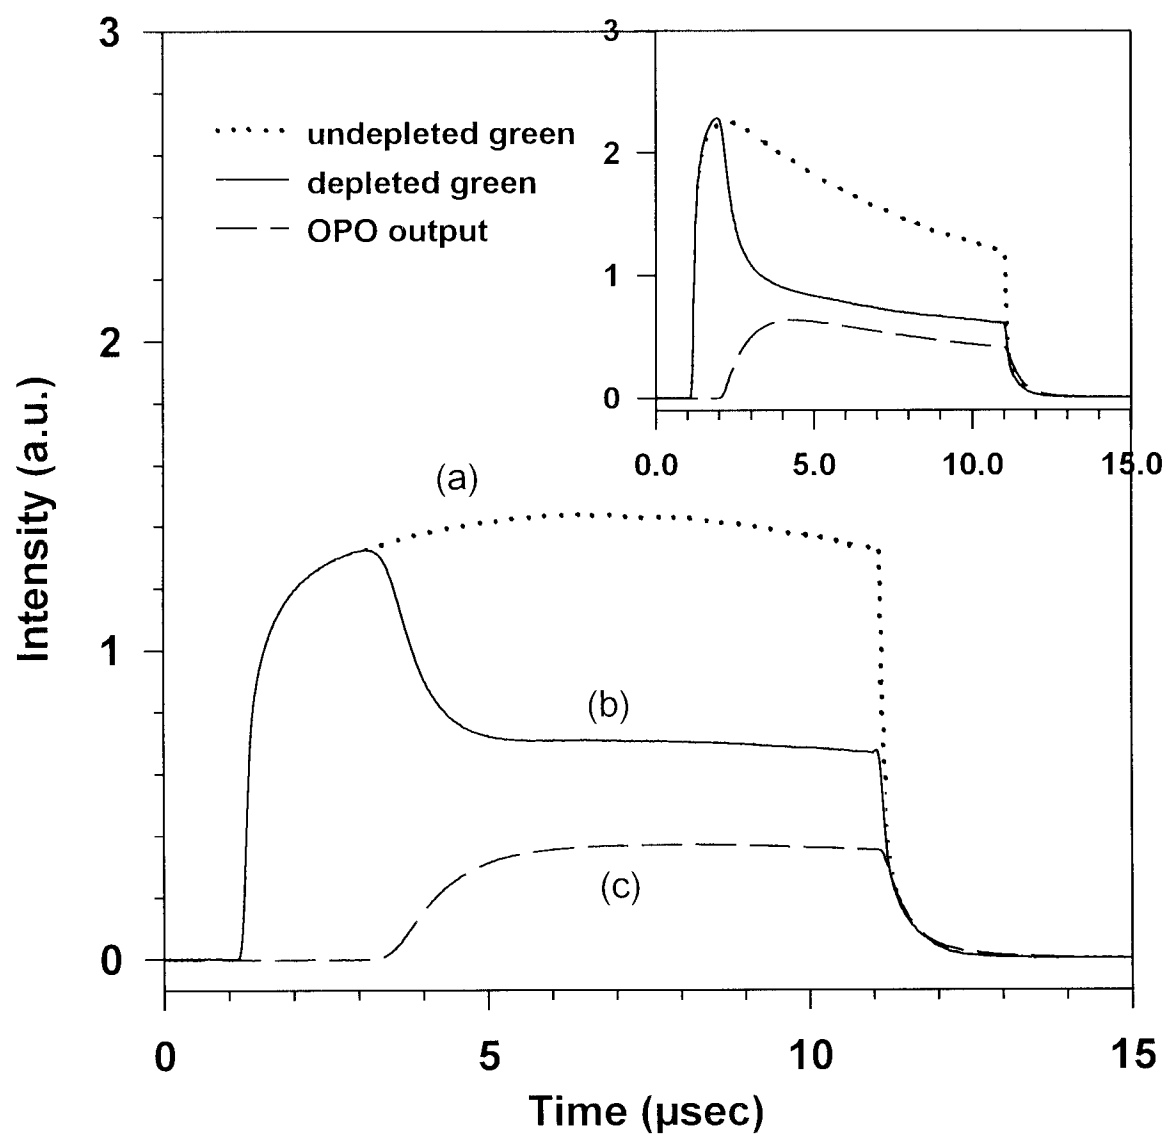 3
2
1
0
Intensity (a.u.)
undepleted green
depleted green
OPO output
3
2
1
0
0.0 5.0 10.0 15.0
(a)
(b)
(c)
0 5 10 15
Time (μsec)